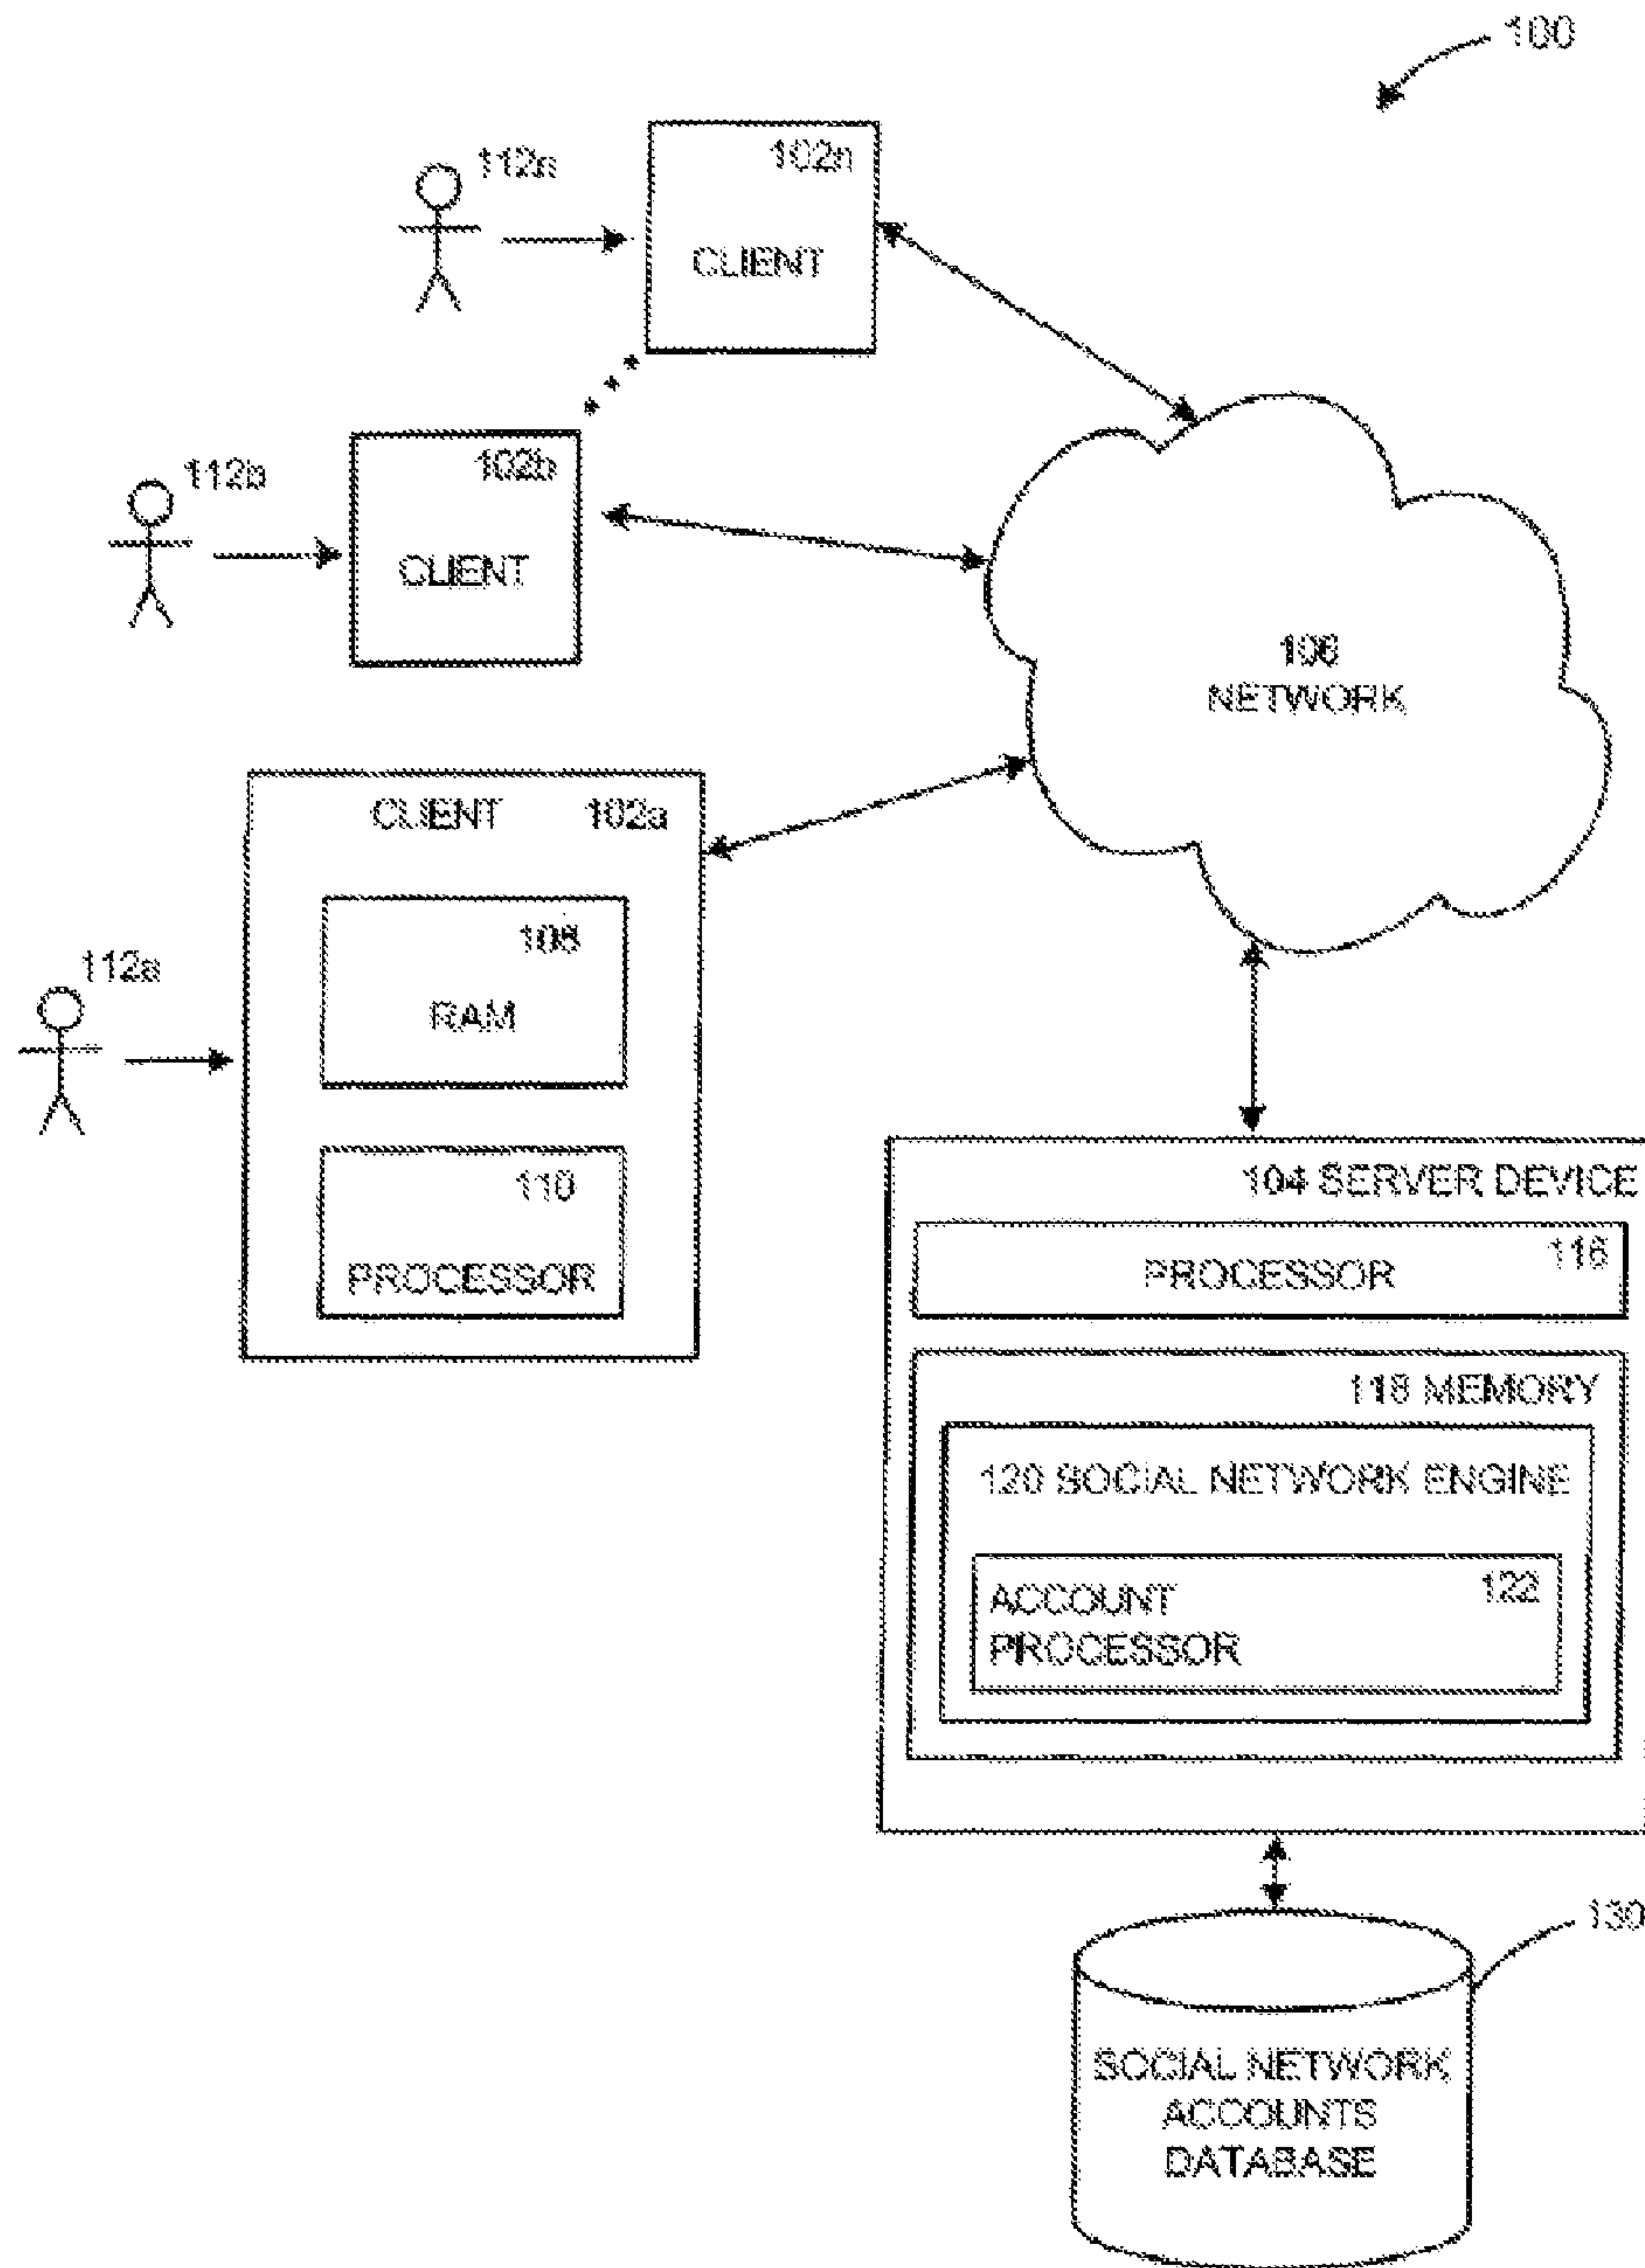 100
112n
102n
CLIENT
112b
102b
CLIENT
106
NETWORK
CLIENT 102a
108
RAM
112a
110
PROCESSOR
104 SERVER DEVICE
116
PROCESSOR
118 MEMORY
120 SOCIAL NETWORK ENGINE
ACCOUNT 122
PROCESSOR
130
SOCIAL NETWORK
ACCOUNTS
DATABASE